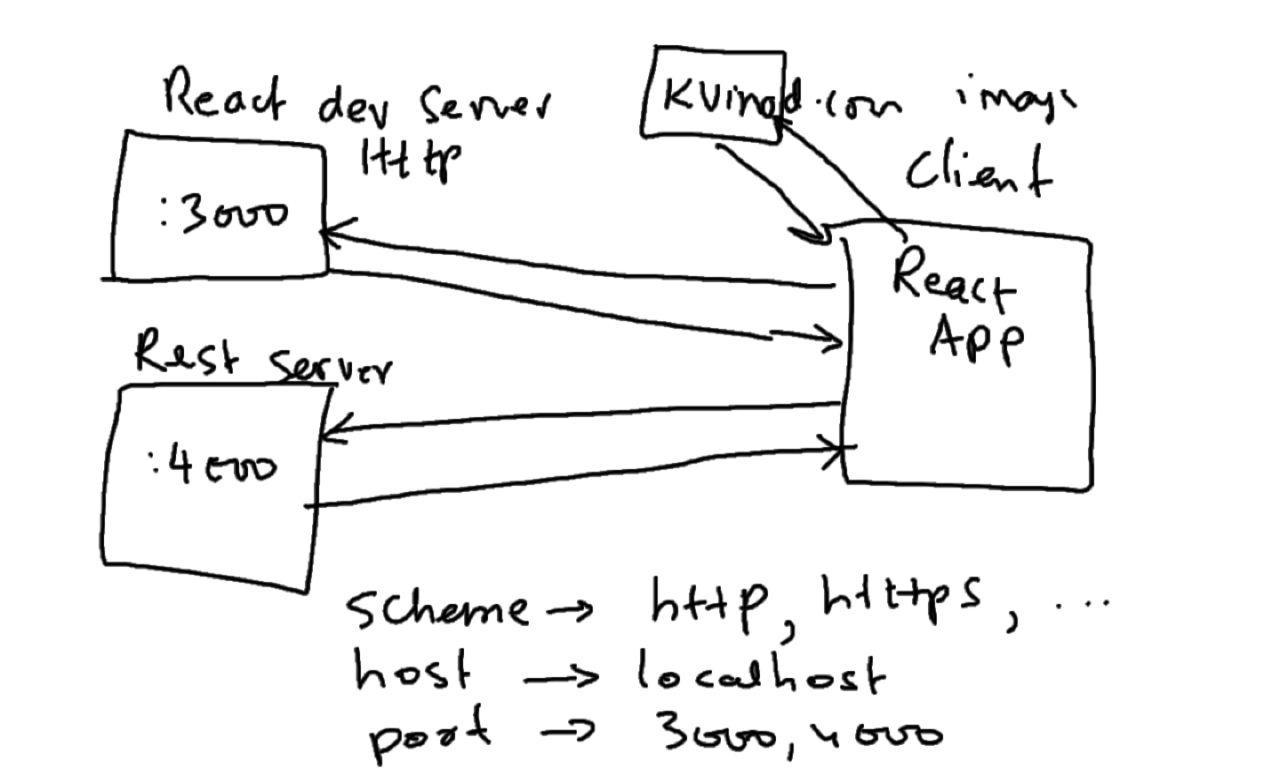 React dev server
Http
:3000
Kvinod.com image
Client
React
App
Rest server
:4000
scheme → http, https, ...
host → localhost
port → 3000, 4000